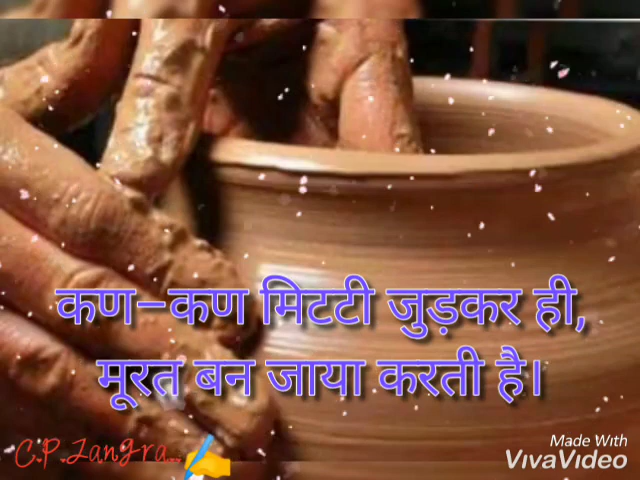 कण-कण मिटटी जुड़कर ही,
मूरत बन जाया करती है।
C.P.Jangra..
Made With
VivaVideo